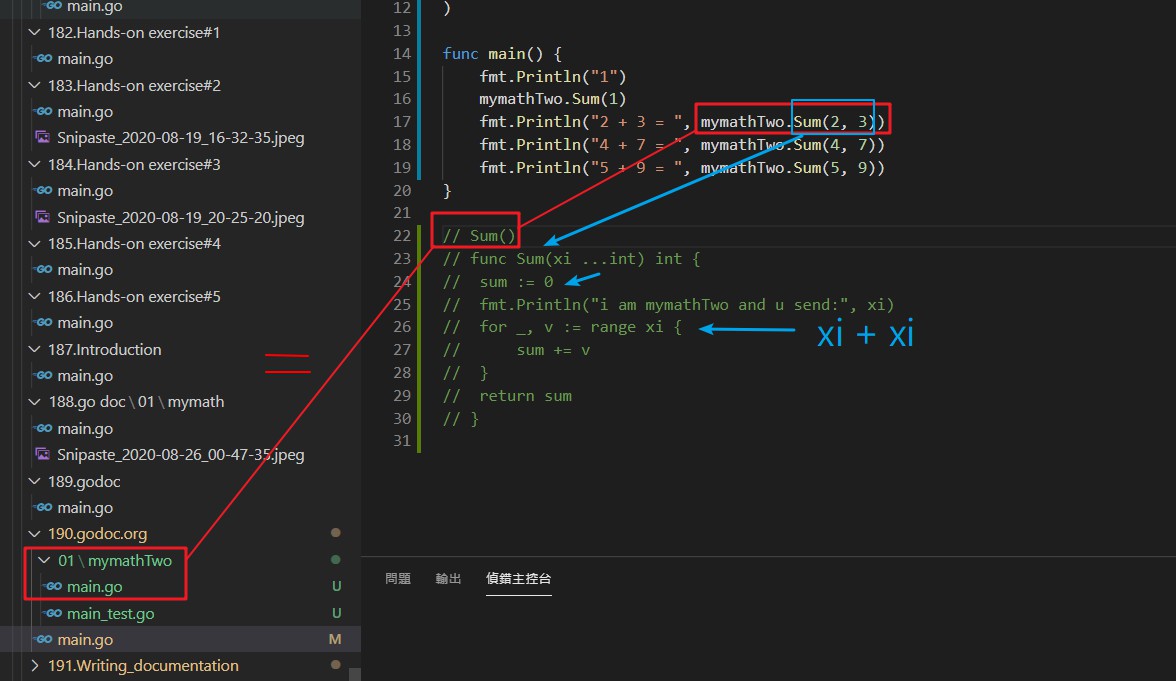 main.go
182.Hands-on exercise#1
main.go
183.Hands-on exercise#2
main.go
Snipaste_2020-08-19_16-32-35.jpeg
184.Hands-on exercise#3
main.go
Snipaste_2020-08-19_20-25-20.jpeg
185.Hands-on exercise#4
main.go
186.Hands-on exercise#5
main.go
187.Introduction
main.go
188.go doc\01\mymath
main.go
Snipaste_2020-08-26_00-47-35.jpeg
189.godoc
main.go
190.godoc.org
01\mymathTwo
main.go U
main_test.go U
main.go M
191.Writing_documentation
12 )
13
14 func main() {
15 fmt.Println("1")
16 mymathTwo.Sum(1)
17 fmt.Println("2 + 3 = ", mymathTwo.Sum(2, 3))
18 fmt.Println("4 + 7 = ", mymathTwo.Sum(4, 7))
19 fmt.Println("5 + 9 = ", mymathTwo.Sum(5, 9))
20 }
21
22 // Sum()
23 // func Sum(xi ...int) int {
24 // sum := 0
25 // fmt.Println("i am mymathTwo and u send:", xi)
26 // for _, v := range xi {
27 // sum += v
28 // }
29 // return sum
30 // }
31
xi + xi
問題 輸出 偵錯主控台